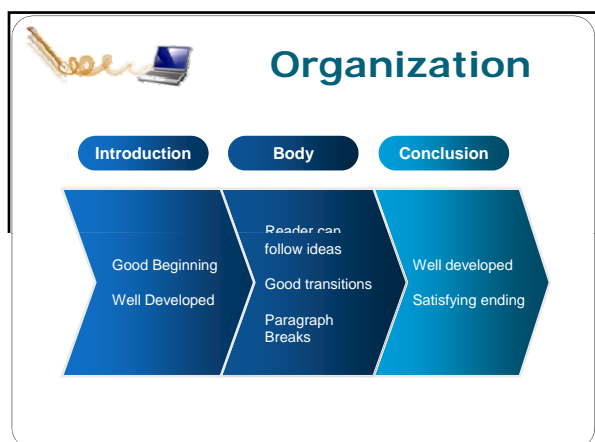 Organization
Introduction
Body
Conclusion
Good Beginning
Well Developed
Reader can
follow ideas
Good transitions
Paragraph
Breaks
Well developed
Satisfying ending